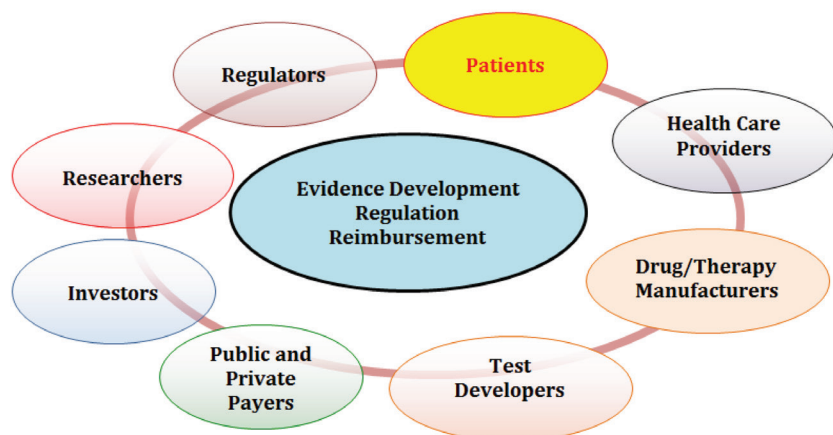 Patients
Health Care
Providers
Drug/Therapy
Manufacturers
Test
Developers
Public and
Private
Payers
Investors
Researchers
Regulators
Evidence Development
Regulation
Reimbursement